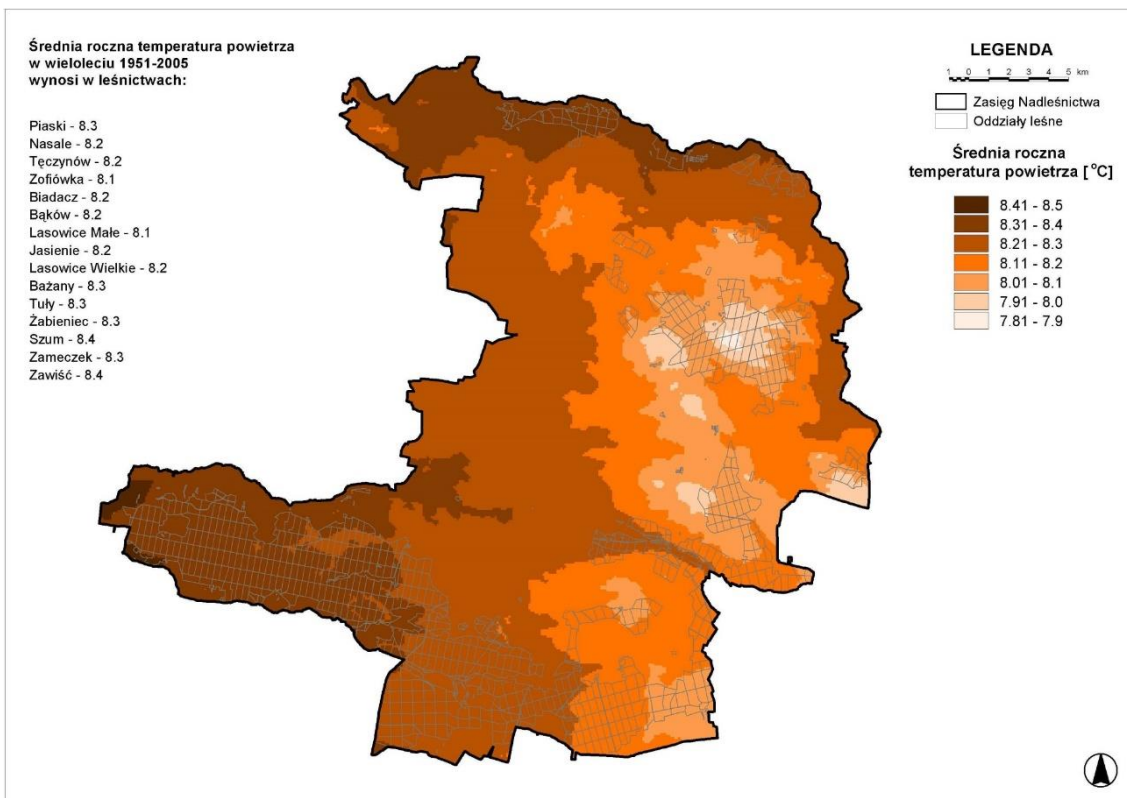 Średnia roczna temperatura powietrza
w wieloleciu 1951-2005
wynosi w leśnictwach:
Piaski - 8.3
Nasale - 8.2
Tęczynów - 8.2
Zofiówka - 8.1
Biadacz - 8.2
Bąków - 8.2
Lasowice Małe - 8.1
Jasienie - 8.2
Lasowice Wielkie - 8.2
Bażany - 8.3
Tuły - 8.3
Żabieniec - 8.3
Szum - 8.4
Zameczek - 8.3
Zawiść - 8.4
LEGENDA
1 0 1 2 3 4 5 km
Zasięg Nadleśnictwa
Oddziały leśne
Średnia roczna
temperatura powietrza [°C]
8.41 - 8.5
8.31 - 8.4
8.21 - 8.3
8.11 - 8.2
8.01 - 8.1
7.91 - 8.0
7.81 - 7.9